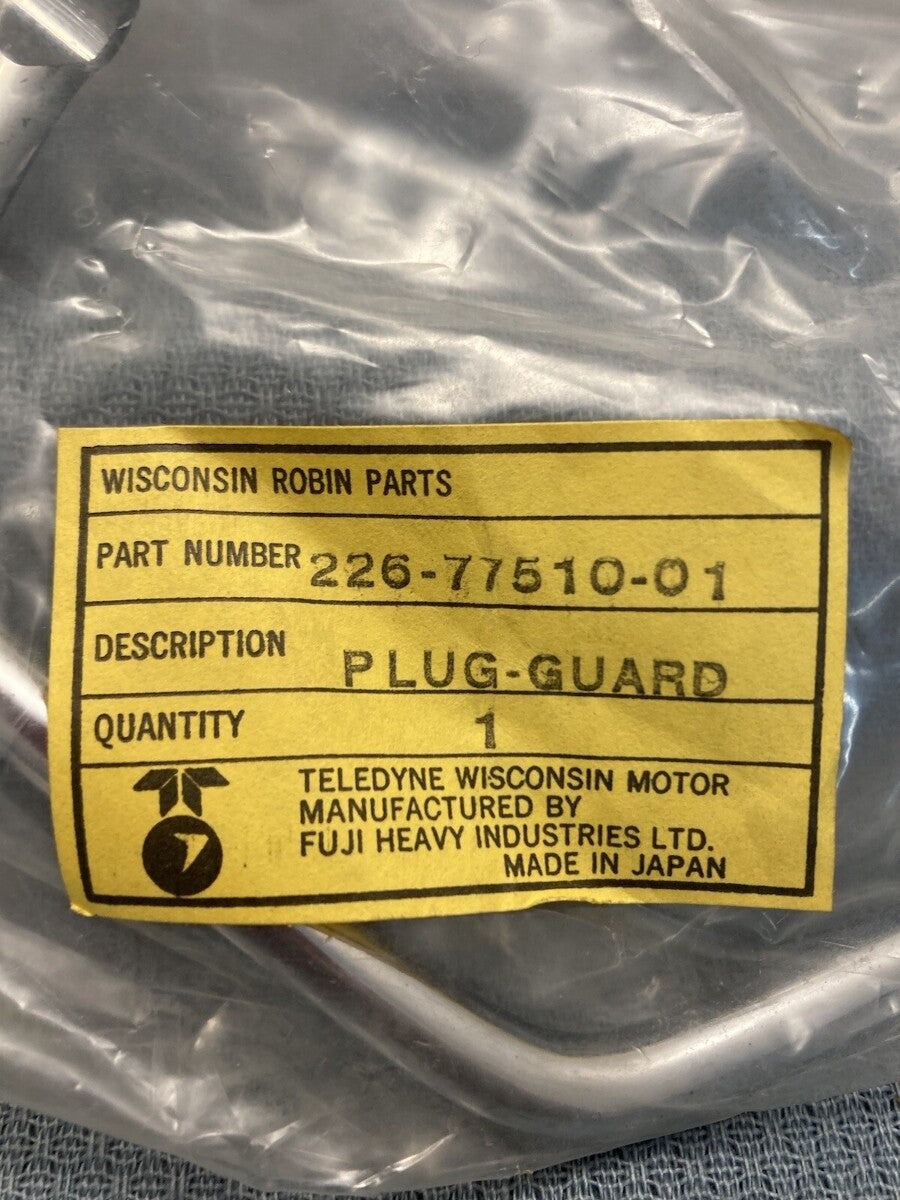 WISCONSIN ROBIN PARTS
PART NUMBER 226-77510-01
DESCRIPTION PLUG-GUARD
QUANTITY 1
TELEDYNE WISCONSIN MOTOR
MANUFACTURED BY
FUJI HEAVY INDUSTRIES LTD.
MADE IN JAPAN